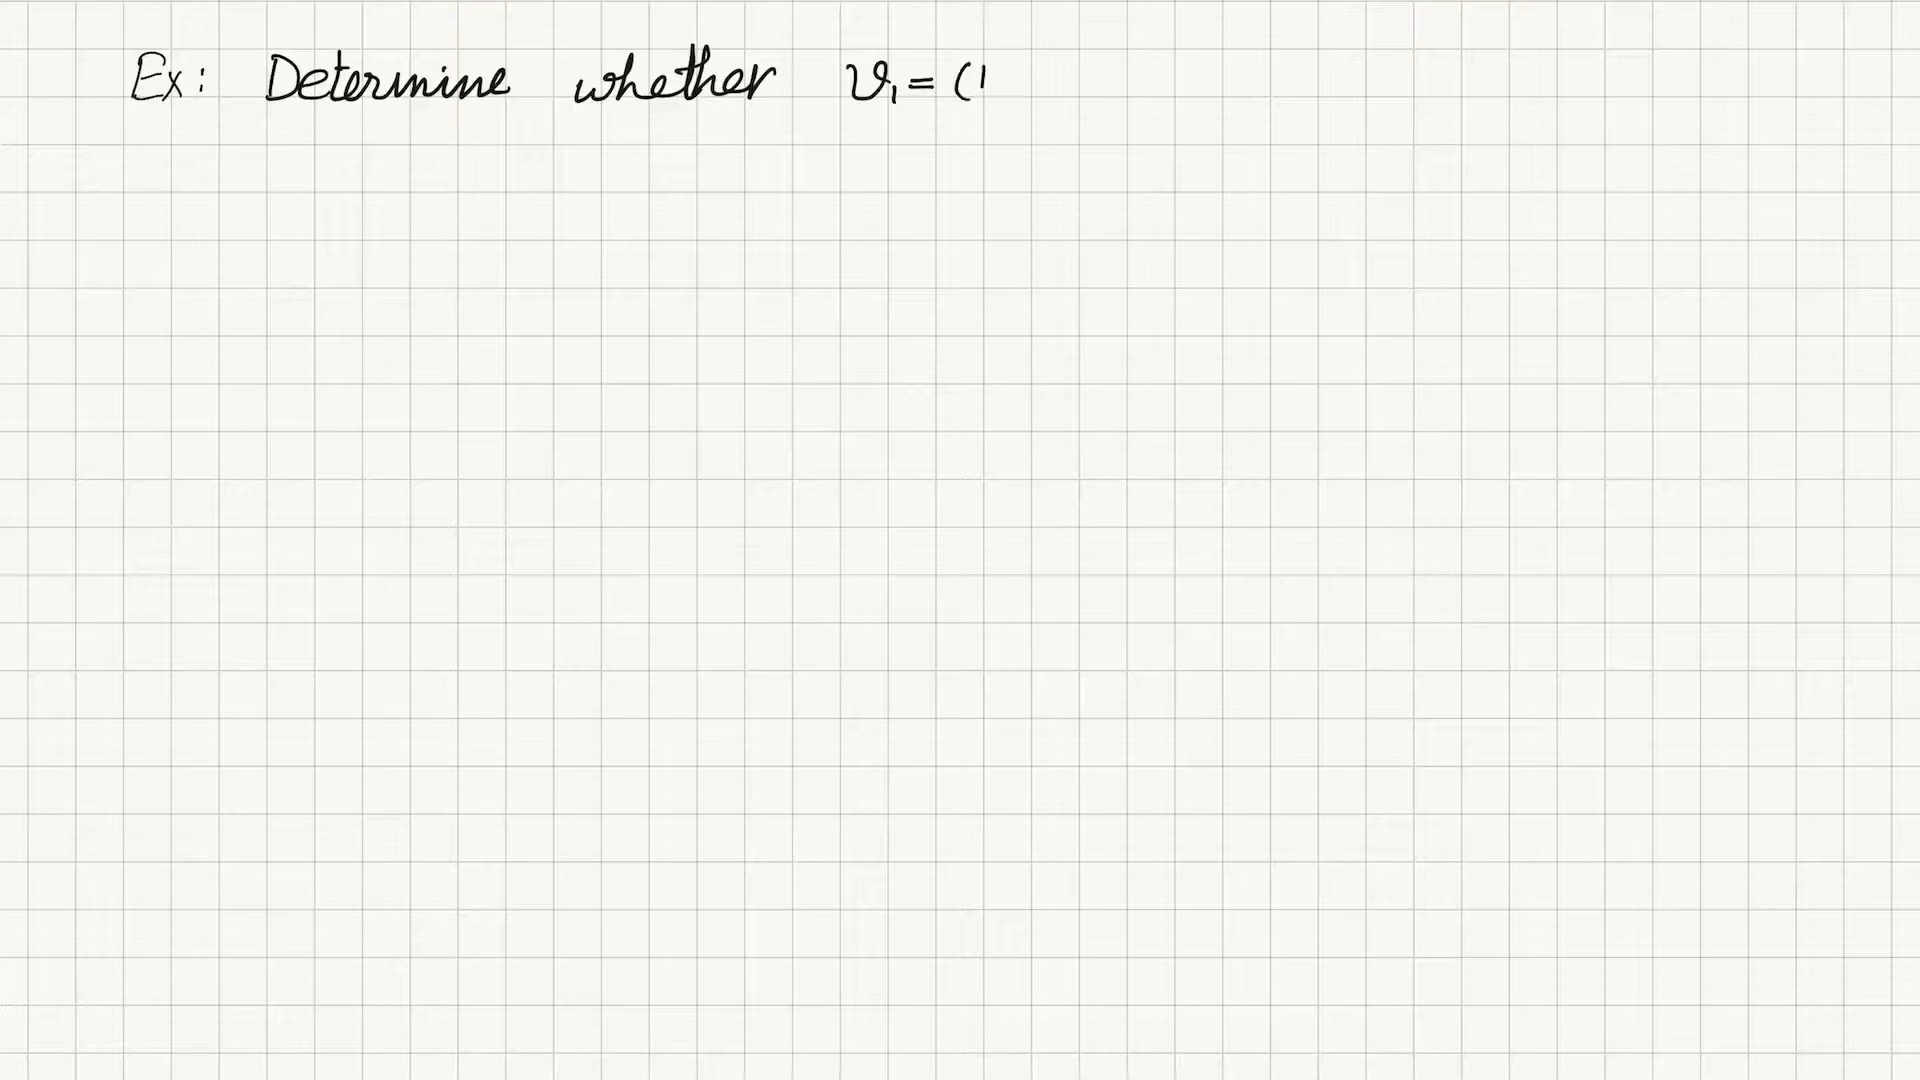 Ex: Determine whether v₁ = (1